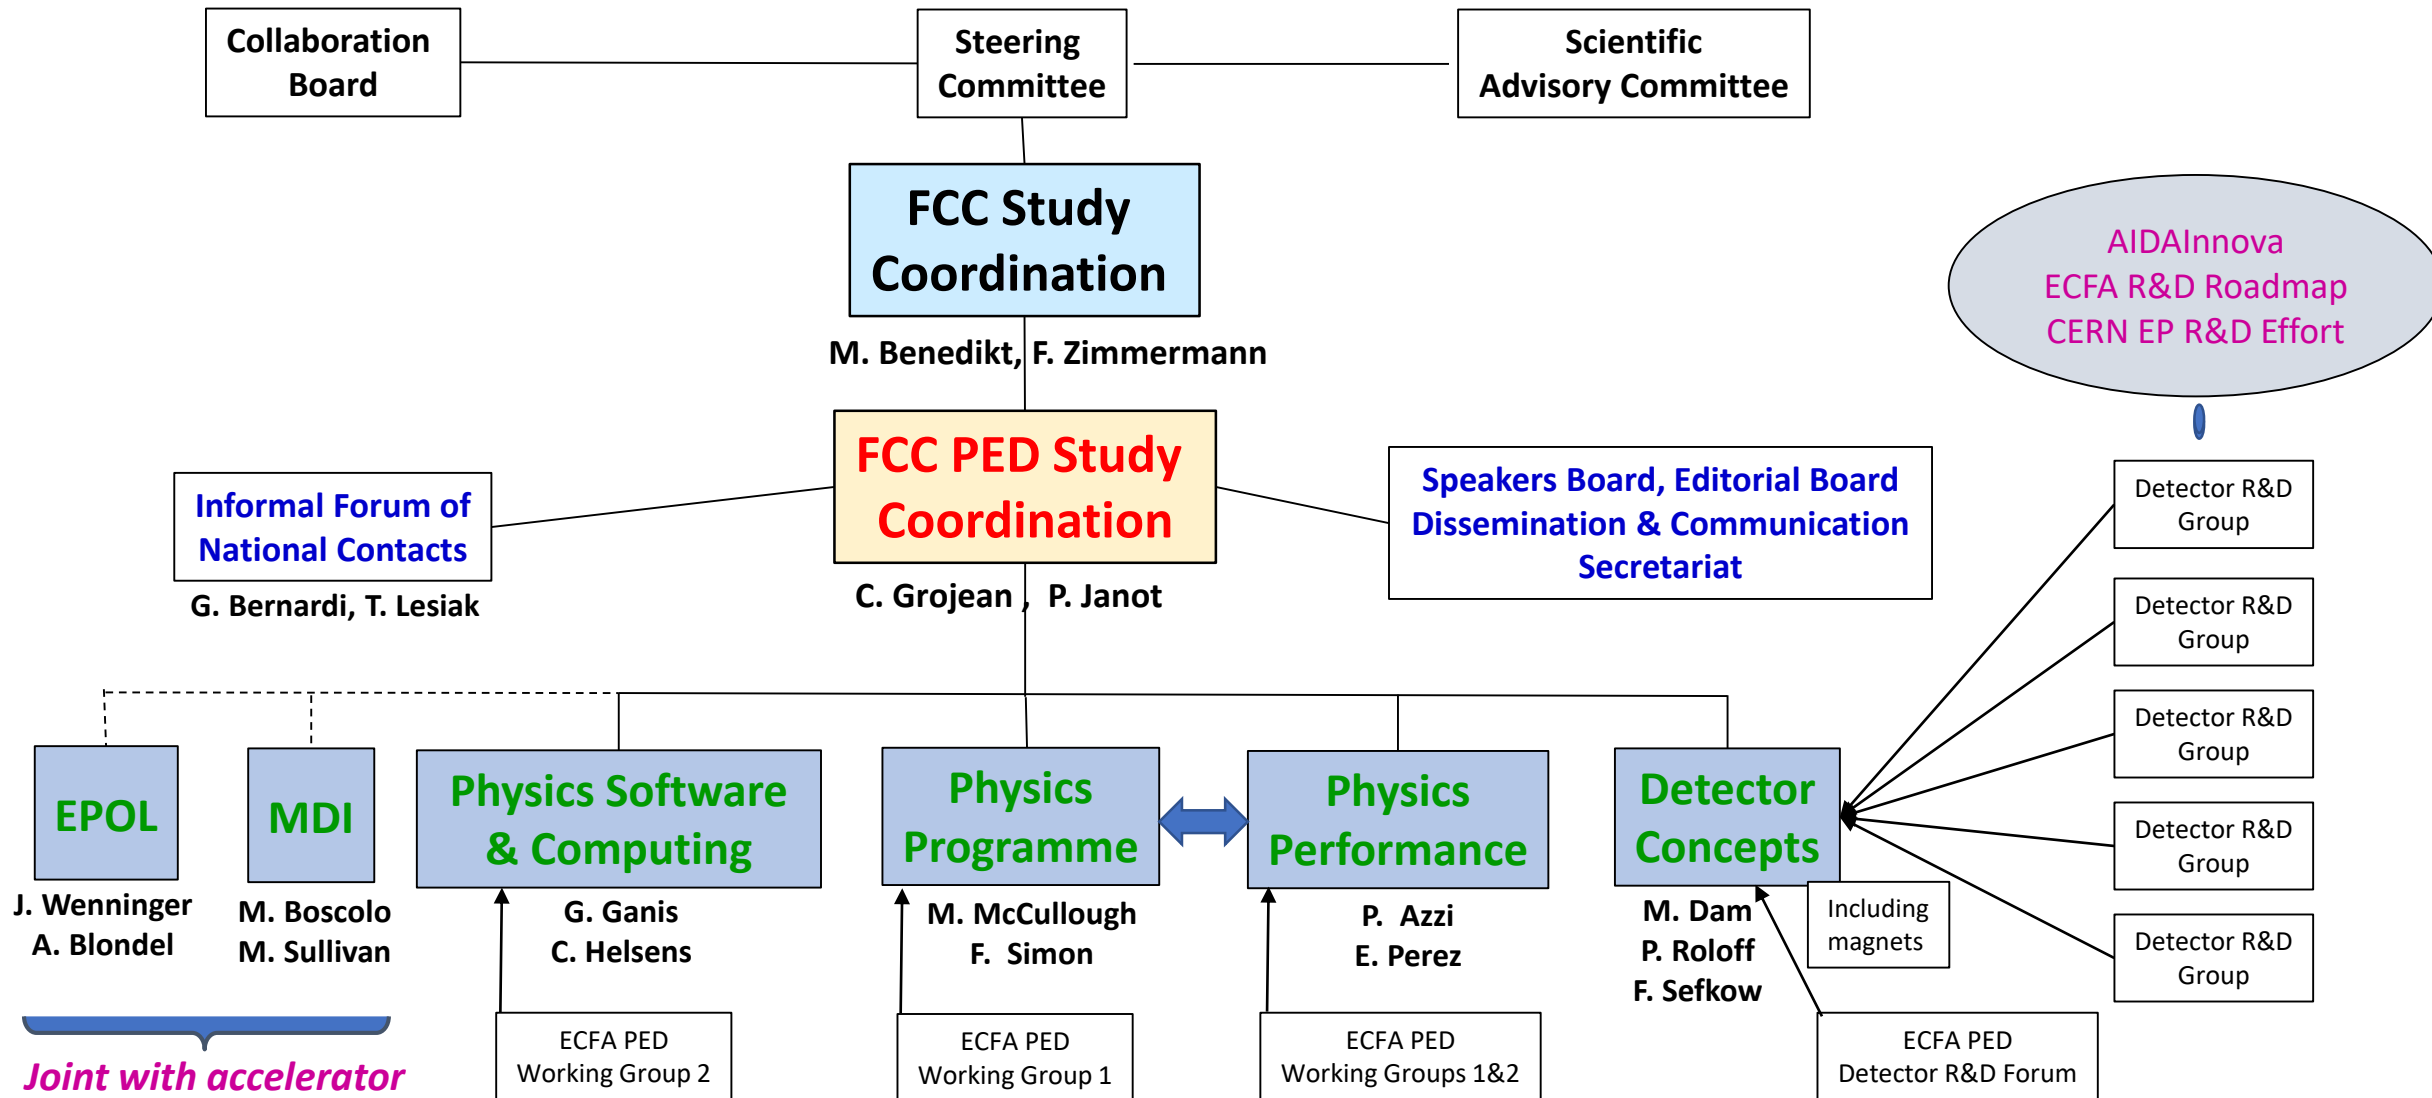 Collaboration
Board
Steering
Committee
Scientific
Advisory Committee
FCC Study
Coordination
M. Benedikt, F. Zimmermann
AIDAInnova
ECFA R&D Roadmap
CERN EP R&D Effort
FCC PED Study
Coordination
C. Grojean , P. Janot
Informal Forum of
National Contacts
G. Bernardi, T. Lesiak
Speakers Board, Editorial Board
Dissemination & Communication
Secretariat
Detector R&D
Group
Detector R&D
Group
Detector R&D
Group
Detector R&D
Group
Detector R&D
Group
EPOL
J. Wenninger
A. Blondel
MDI
M. Boscolo
M. Sullivan
Joint with accelerator
Physics Software
& Computing
G. Ganis
C. Helsens
ECFA PED
Working Group 2
Physics
Programme
M. McCullough
F. Simon
ECFA PED
Working Group 1
Physics
Performance
P. Azzi
E. Perez
ECFA PED
Working Groups 1&2
Detector
Concepts
Including
magnets
M. Dam
P. Roloff
F. Sefkow
ECFA PED
Detector R&D Forum